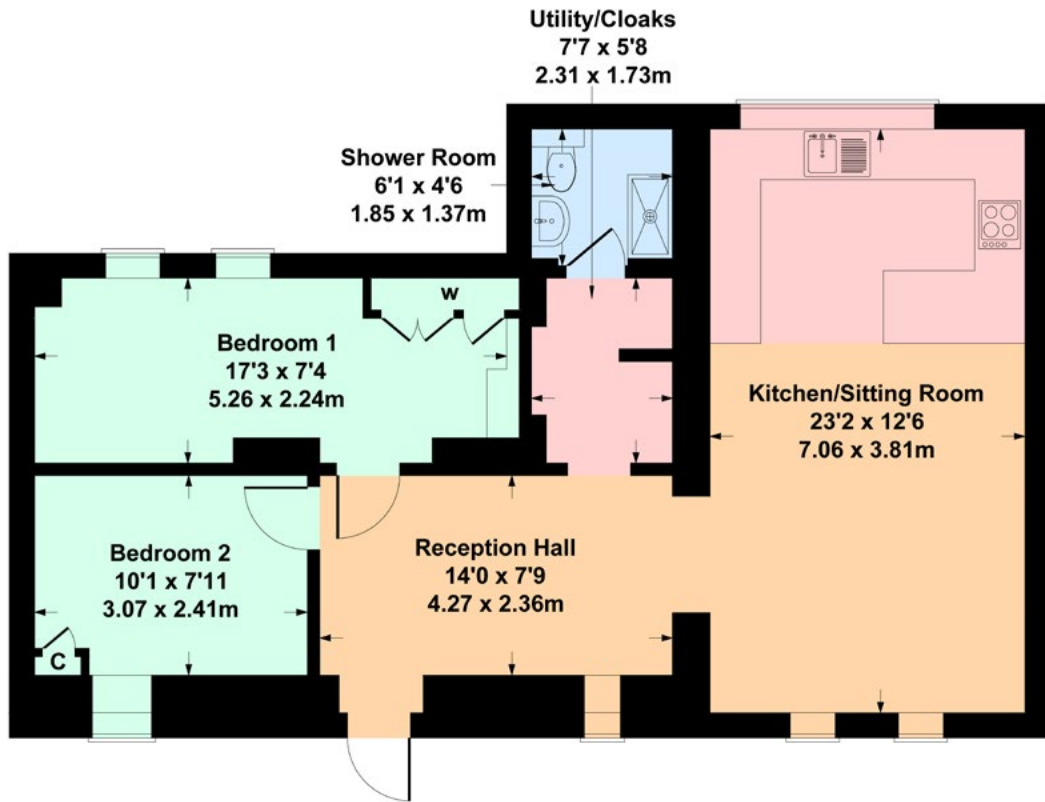 Utility/Cloaks
7'7 x 5'8
2.31 x 1.73m
Shower Room
6'1 x 4'6
1.85 x 1.37m
w
Bedroom 1
17'3 x 7'4
5.26 x 2.24m
Kitchen/Sitting Room
23'2 x 12'6
7.06 x 3.81m
Bedroom 2
10'1 x 7'11
3.07 x 2.41m
C
Reception Hall
14'0 x 7'9
4.27 x 2.36m